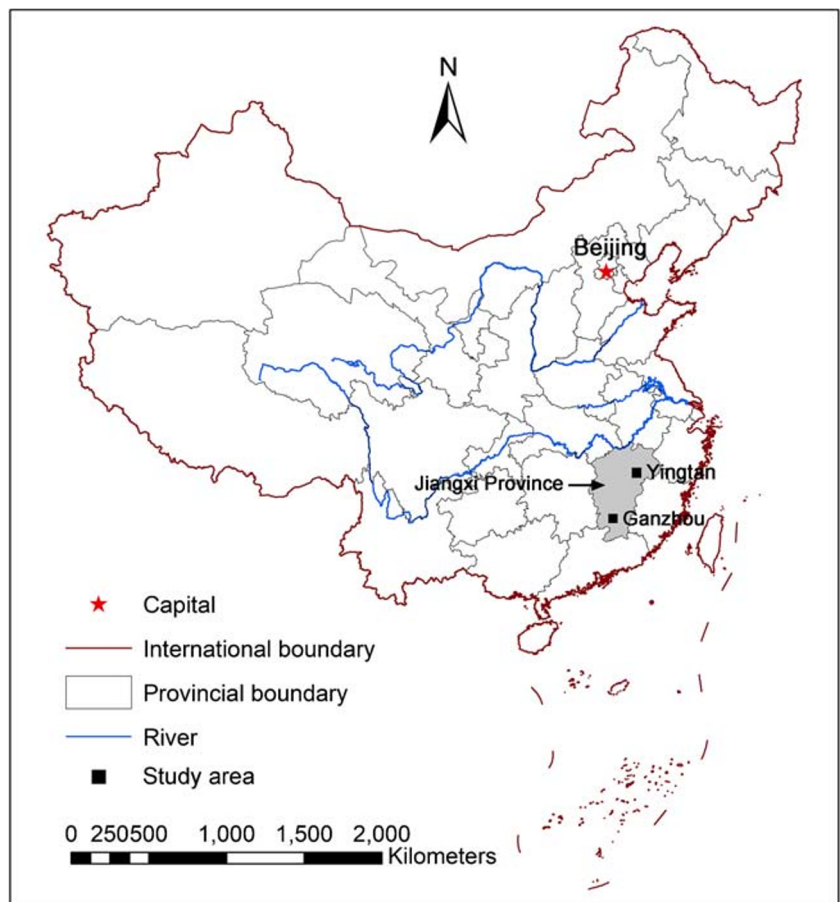 N
Beijing
Yingtan
Jiangxi Province
Ganzhou
Capital
International boundary
Provincial boundary
River
Study area
0 250500 1,000 1,500 2,000
Kilometers